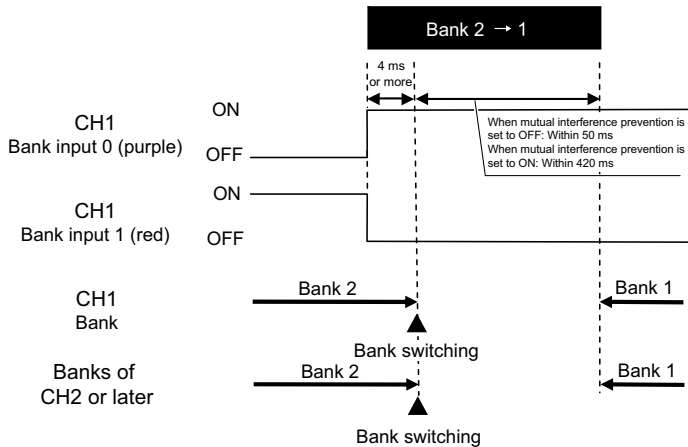 Bank 2 → 1
4 ms
or more
CH1
Bank input 0 (purple)
ON
OFF
When mutual interference prevention is
set to OFF: Within 50 ms
When mutual interference prevention is
set to ON: Within 420 ms
CH1
Bank input 1 (red)
ON
OFF
CH1
Bank
Bank 2
Bank 1
Bank switching
Banks of
CH2 or later
Bank 2
Bank 1
Bank switching